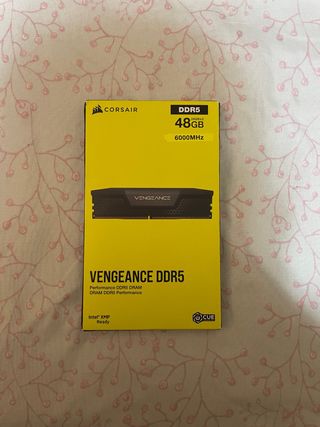 CORSAIR
DDR5
48GB
6000MHz
VENGEANCE
VENGEANCE DDR5
Performance DDR5 DRAM
DRAM DDR5 Performance
Intel® XMP
Ready
iCUE